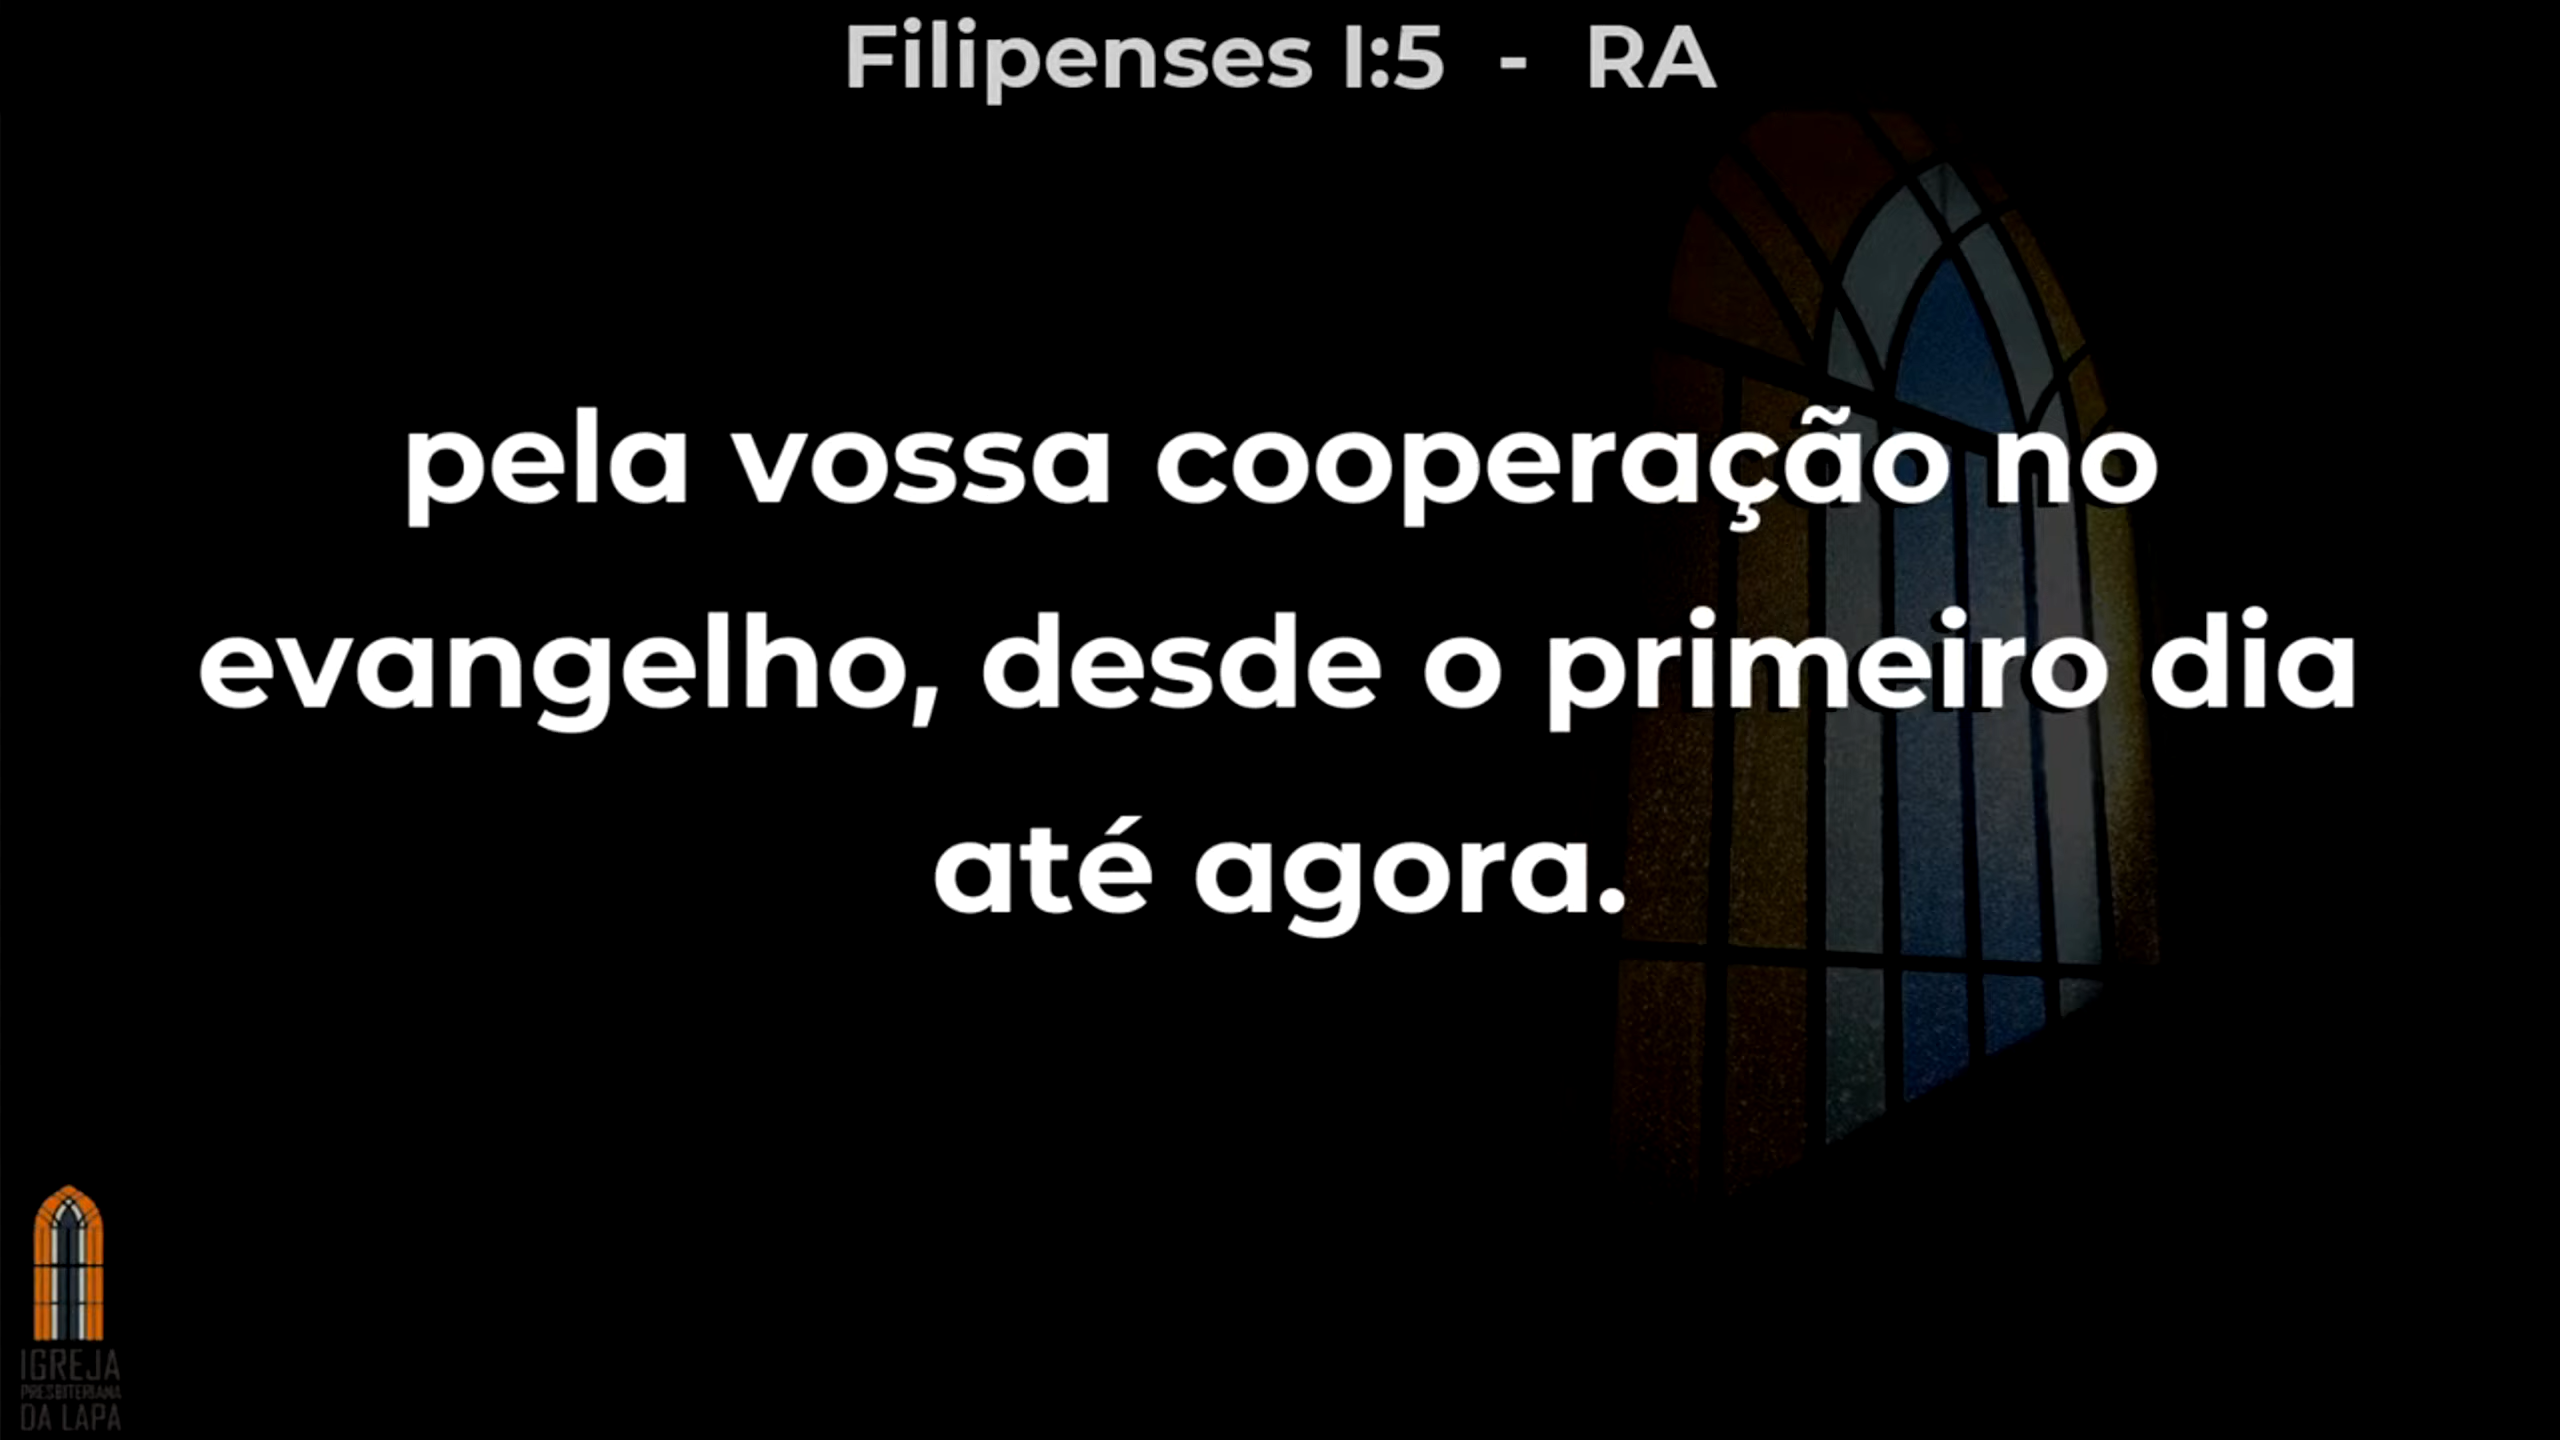 Filipenses 1:5 - RA
pela vossa cooperação no
evangelho, desde o primeiro dia
até agora.
IGREJA
PRESBITERIANA
DA LAPA